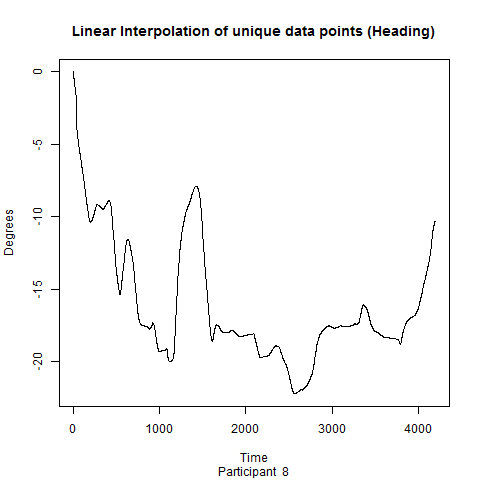 Linear Interpolation of unique data points (Heading)
0
-5
-10
-15
-20
Degrees
0 1000 2000 3000 4000
Time
Participant 8